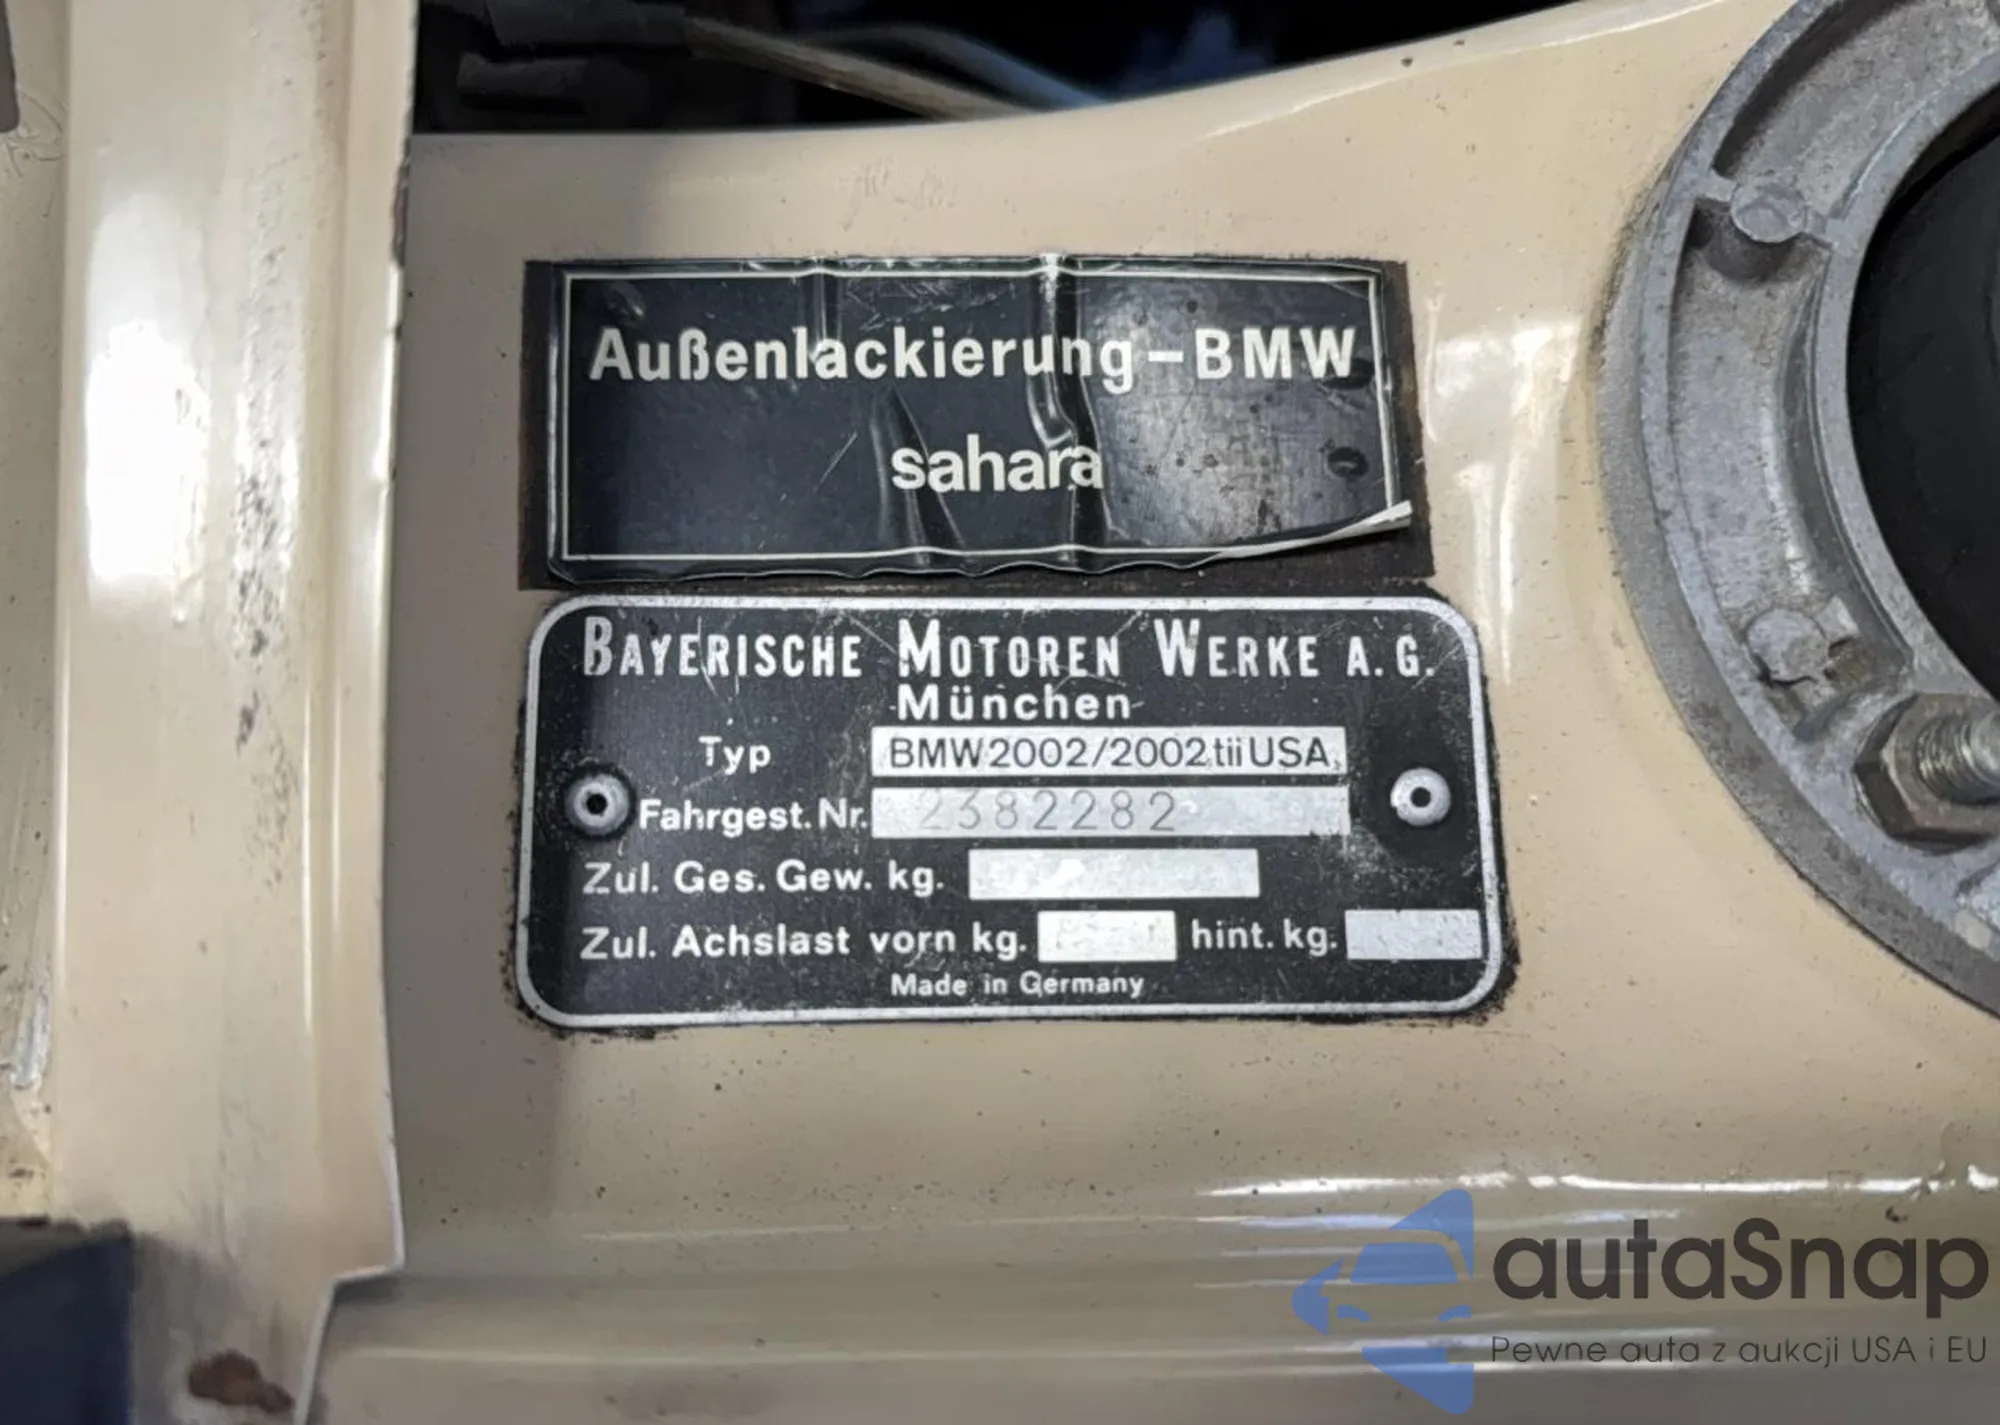 Außenlackierung – BMW
sahara
BAYERISCHE MOTOREN WERKE A.G.
München
Typ BMW2002/2002tiiUSA
Fahrgest. Nr. 2382282
Zul. Ges. Gew. kg.
Zul. Achslast vorn kg. hint. kg.
Made in Germany
autaSnap
Pewne auta z aukcji USA i EU